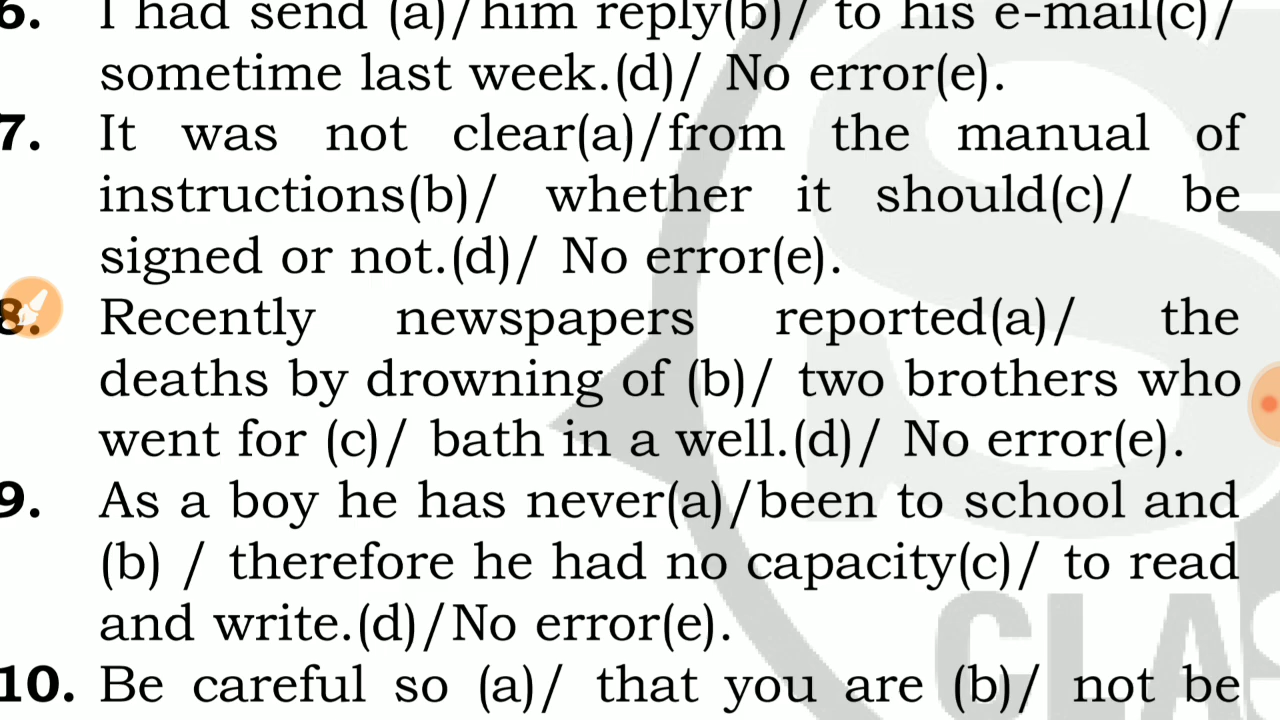 6. I had send (a)/him reply(b)/ to his e-mail(c)/
sometime last week.(d)/ No error(e).
7. It was not clear(a)/from the manual of
instructions(b)/ whether it should(c)/ be
signed or not.(d)/ No error(e).
8. Recently newspapers reported(a)/ the
deaths by drowning of (b)/ two brothers who
went for (c)/ bath in a well.(d)/ No error(e).
9. As a boy he has never(a)/been to school and
(b) / therefore he had no capacity(c)/ to read
and write.(d)/No error(e).
10. Be careful so (a)/ that you are (b)/ not be